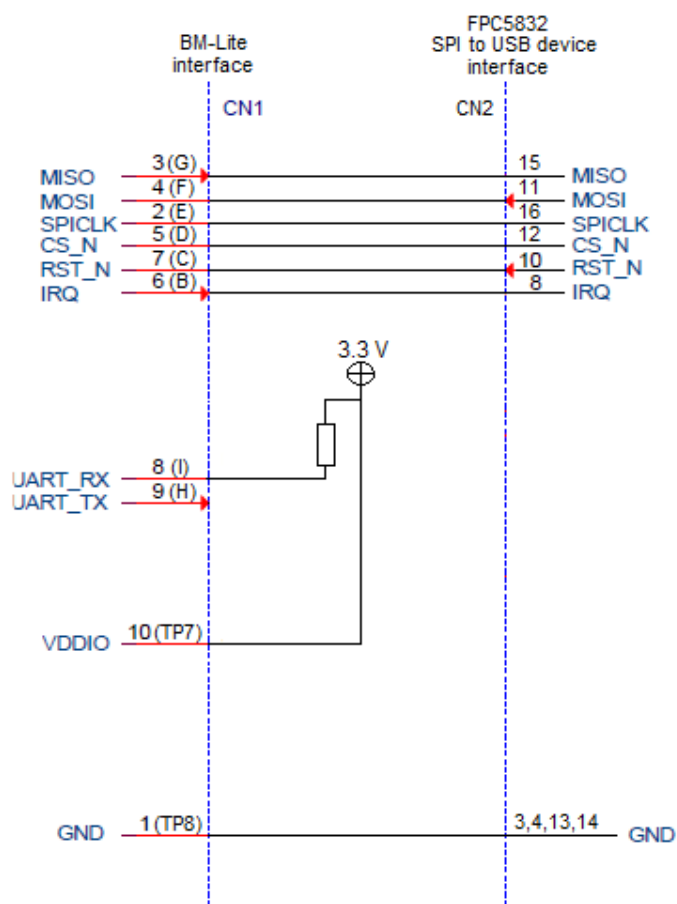 BM-Lite
interface
FPC5832
SPI to USB device
interface
CN1
CN2
MISO 3(G) 15 MISO
MOSI 4(F) 11 MOSI
SPICLK 2(E) 16 SPICLK
CS_N 5(D) 12 CS_N
RST_N 7(C) 10 RST_N
IRQ 6(B) 8 IRQ
3.3 V
UART_RX 8(I)
UART_TX 9(H)
VDDIO 10(TP7)
GND 1(TP8) 3,4,13,14 GND